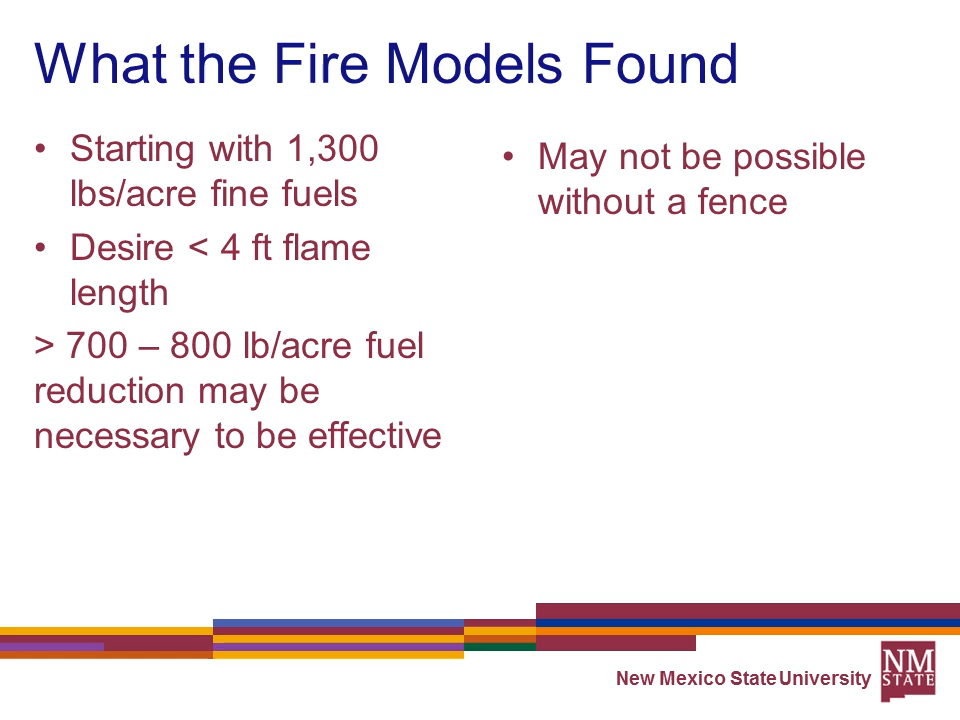 What the Fire Models Found
• Starting with 1,300
lbs/acre fine fuels
• Desire < 4 ft flame
length
> 700 – 800 lb/acre fuel
reduction may be
necessary to be effective
• May not be possible
without a fence
New Mexico State University
NM
STATE